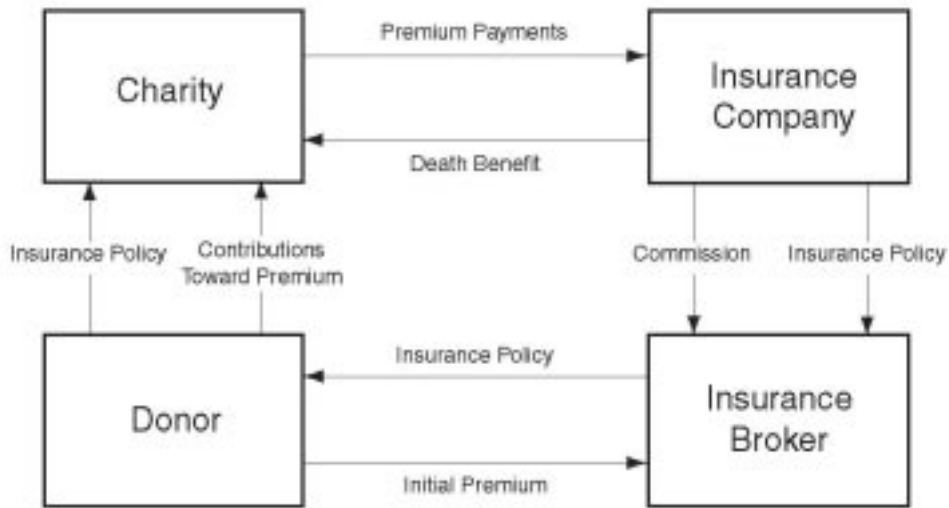 Premium Payments
Charity
Insurance
Company
Death Benefit
Insurance Policy
Contributions
Toward Premium
Commission
Insurance Policy
Insurance Policy
Donor
Insurance
Broker
Initial Premium